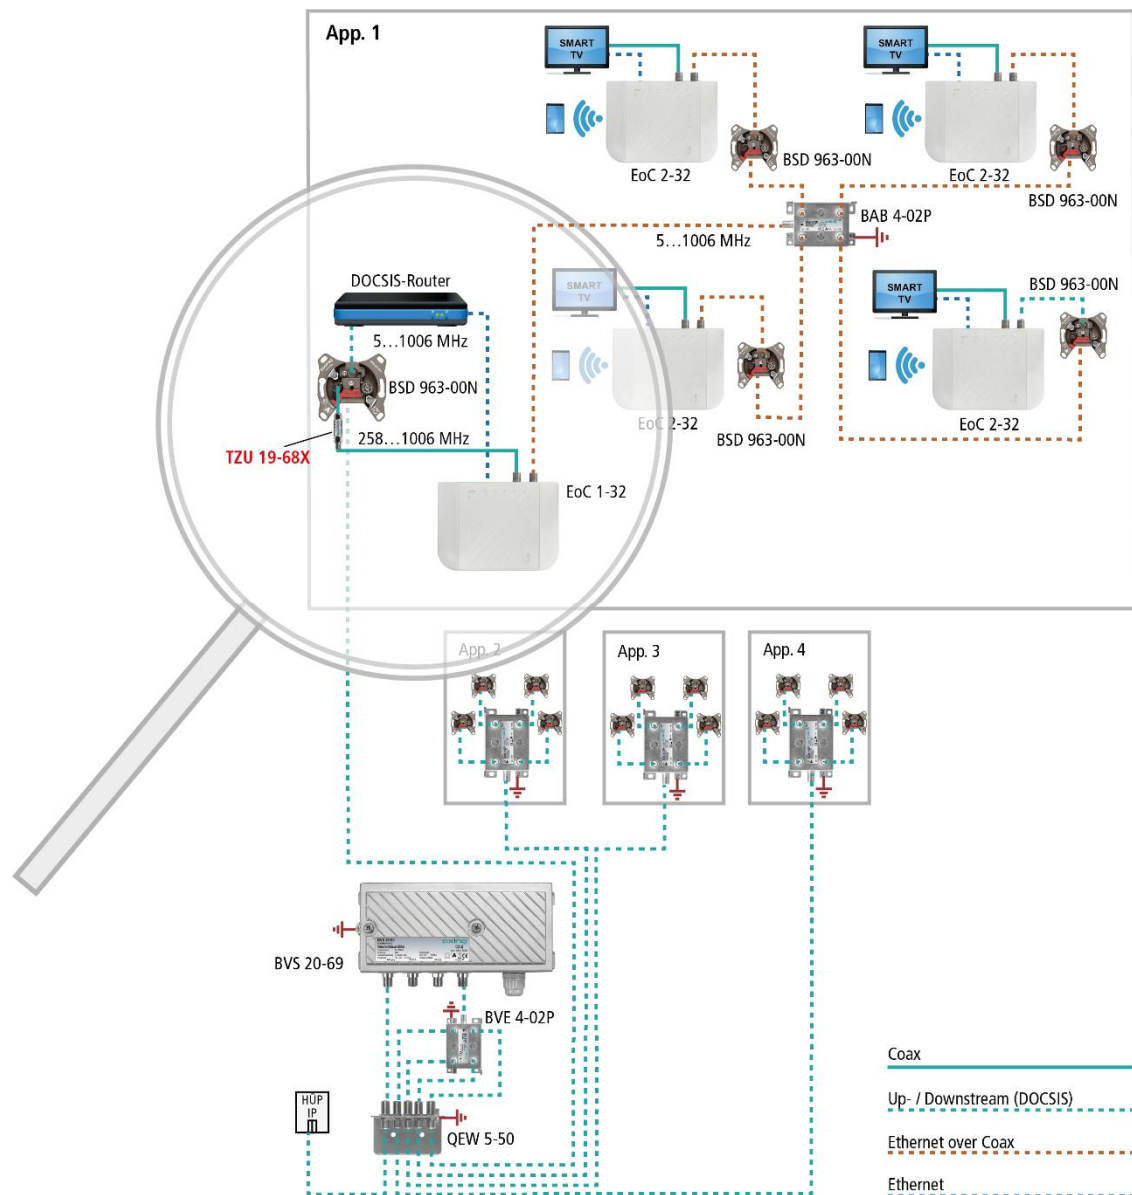 App. 1
SMART
TV
SMART
TV
BSD 963-00N
EoC 2-32
EoC 2-32
BSD 963-00N
BAB 4-02P
5...1006 MHz
DOCSIS-Router
SMART
TV
SMART
TV
BSD 963-00N
5...1006 MHz
BSD 963-00N
EoC 2-32
EoC 2-32
BSD 963-00N
258...1006 MHz
TZU 19-68X
EoC 1-32
App. 2
App. 3
App. 4
axing
BVS 20-69
BVE 4-02P
HÜP
IP
QEW 5-50
Coax
Up- / Downstream (DOCSIS)
Ethernet over Coax
Ethernet